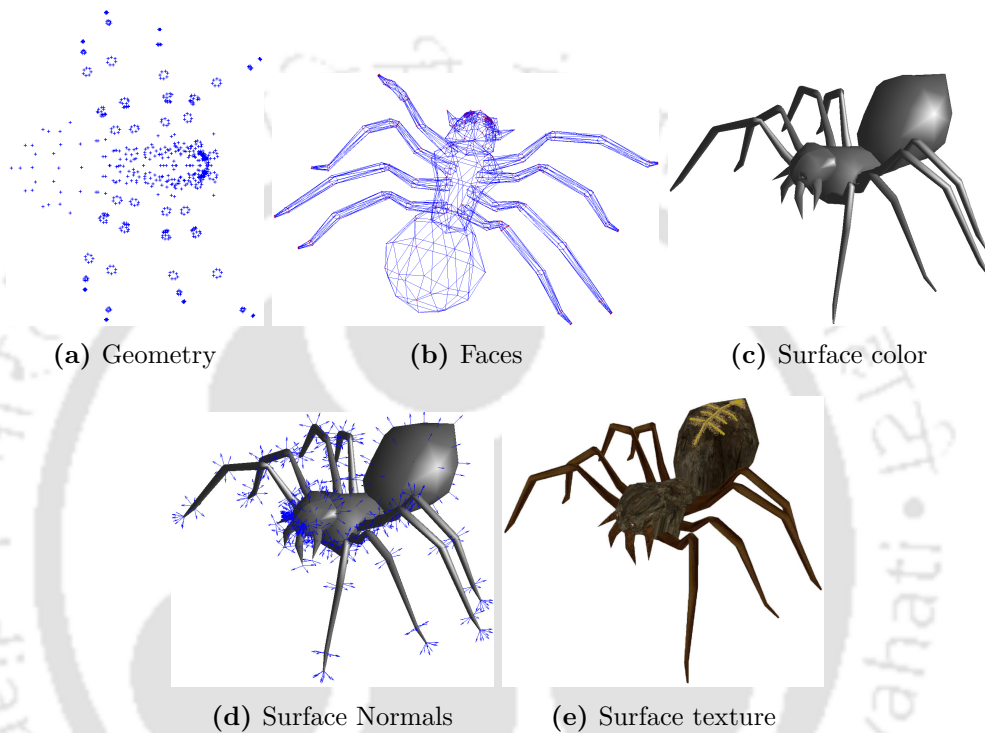 (a) Geometry
(b) Faces
(c) Surface color
(d) Surface Normals
(e) Surface texture